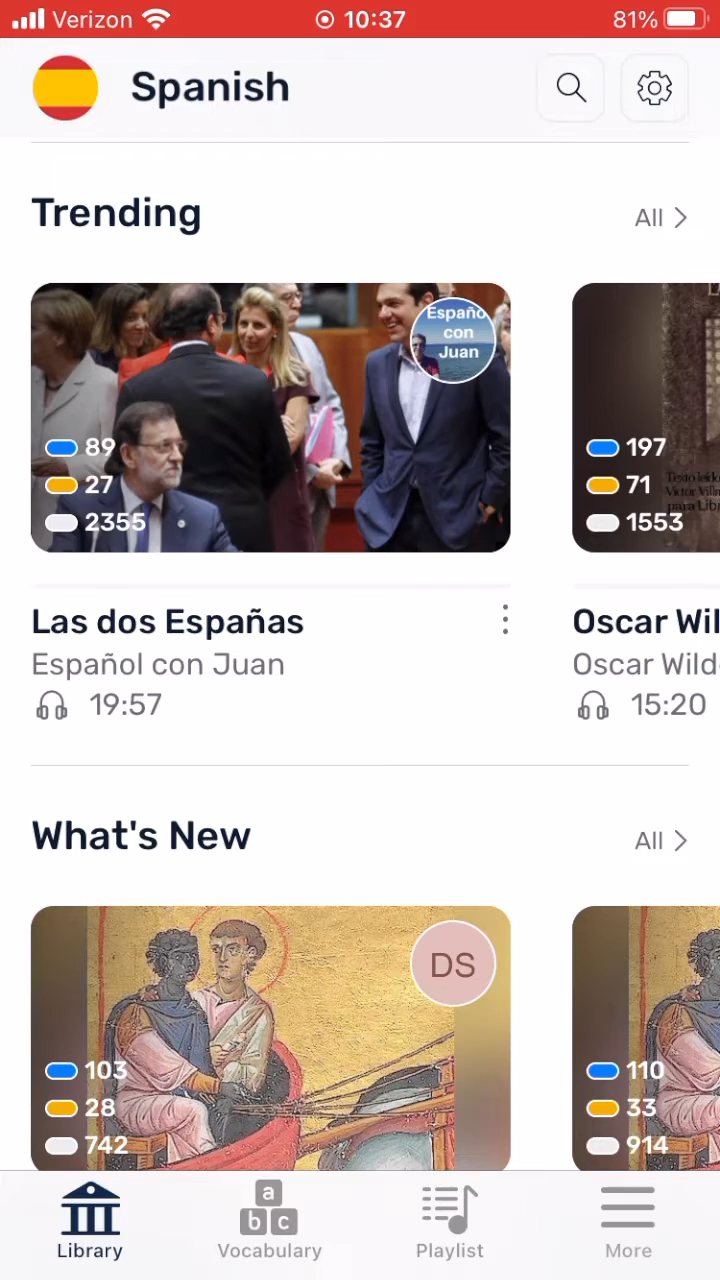 Verizon 10:37 81%
Spanish
Trending
All
Español
con
Juan
89
27
2355
197
71
1553
Las dos Españas
Español con Juan
19:57
Oscar Wil
Oscar Wild
15:20
What's New
All
DS
103
28
742
110
33
914
a
b c
Library
Vocabulary
Playlist
More